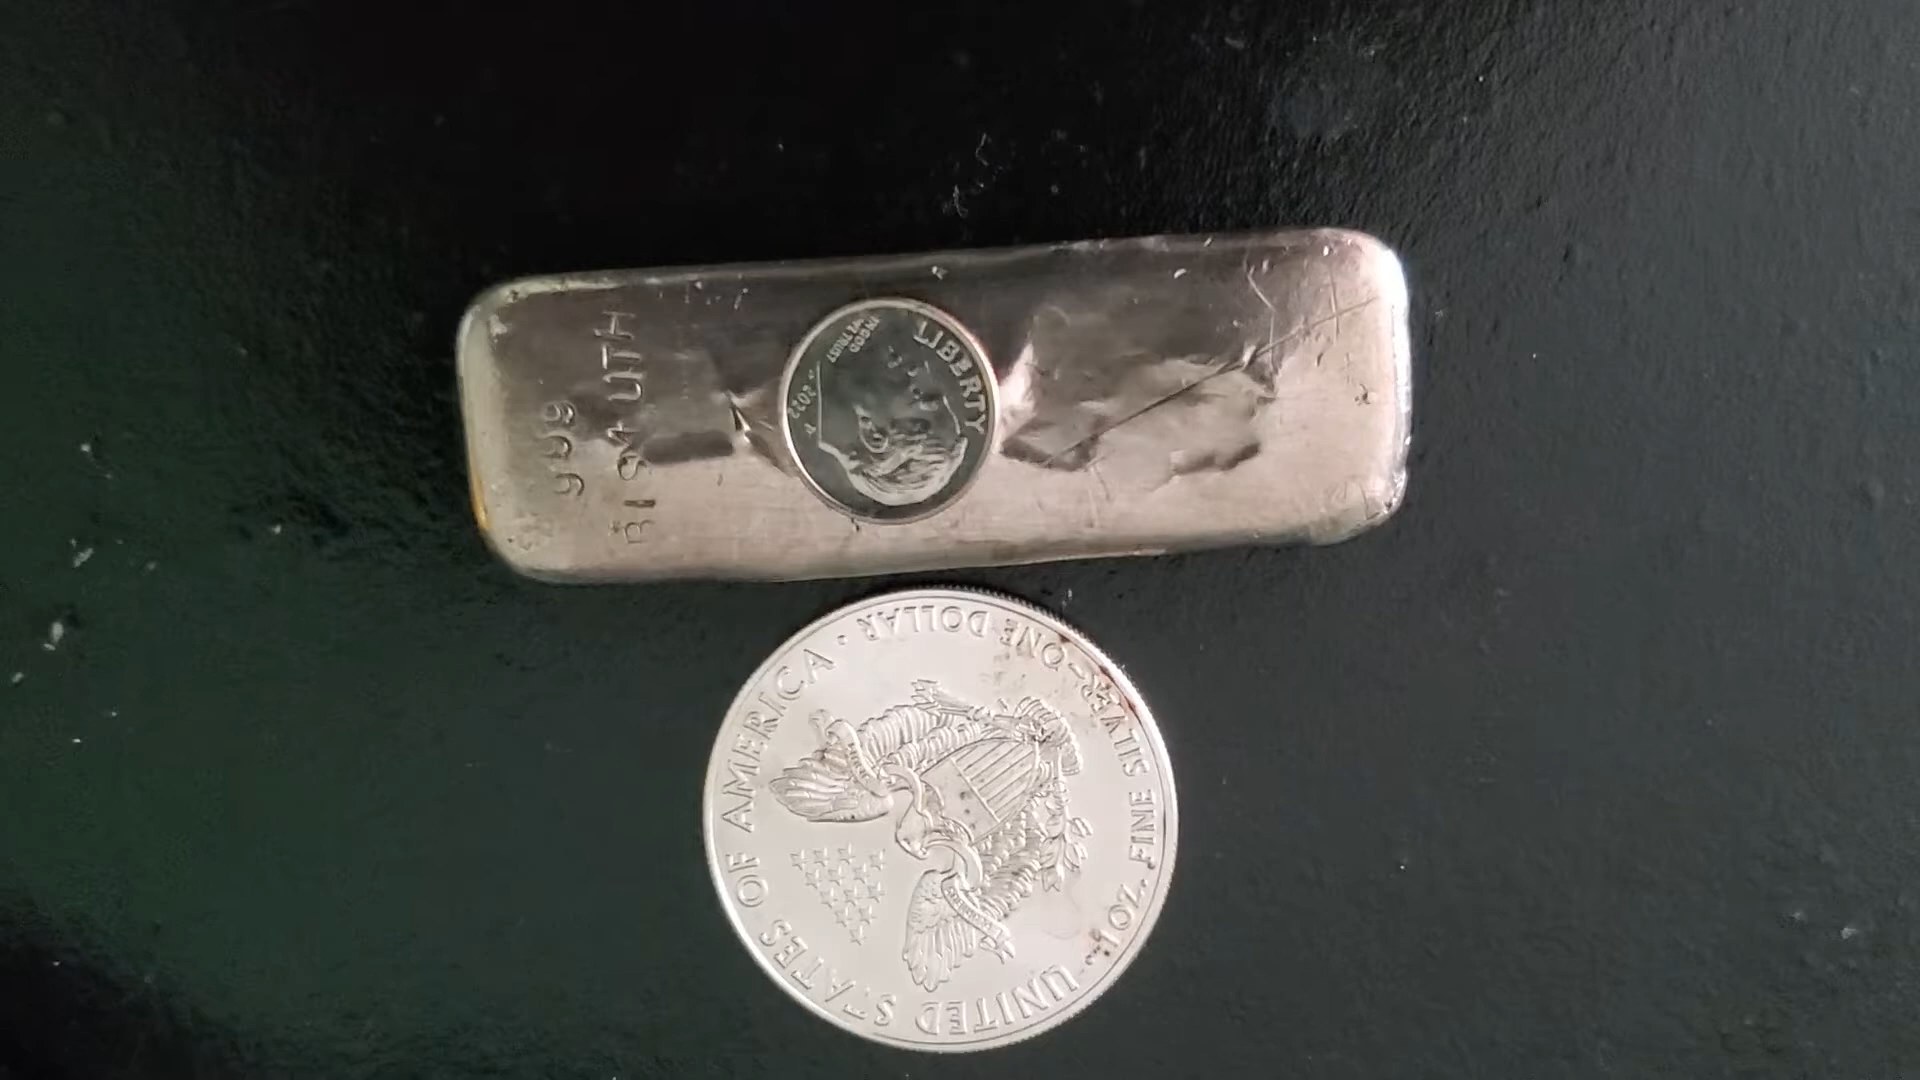 999
BISMUTH
LIBERTY
IN GOD
WE TRUST
2022
P
UNITED STATES OF AMERICA
1 OZ. FINE SILVER~ONE DOLLAR